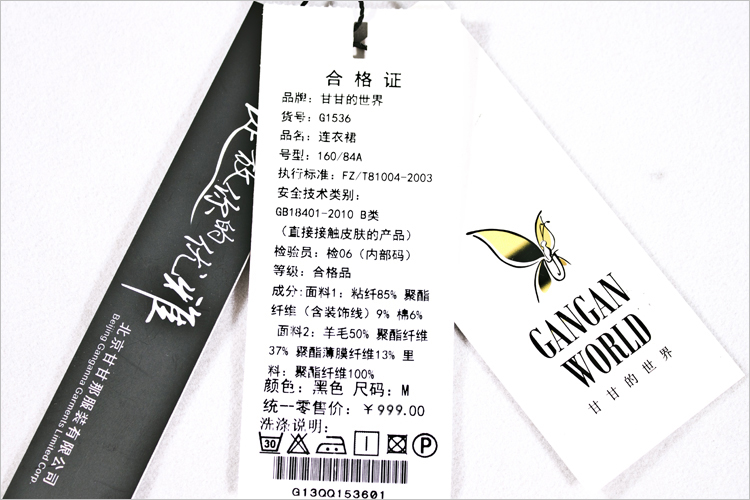 合格证
品牌：甘甘的世界
货号：G1536
品名：连衣裙
号型：160/84A
执行标准：FZ/T81004-2003
安全技术类别：
GB18401-2010 B类
（直接接触皮肤的产品）
检验员：检06（内部码）
等级：合格品
成分：面料1：粘纤85% 聚酯
纤维（含装饰线）9% 棉6%
面料2：羊毛50% 聚酯纤维
37% 聚酯薄膜纤维13% 里
料：聚酯纤维100%
颜色：黑色 尺码：M
统一零售价：￥999.00
洗涤说明：
30
P
G13QQ153601
GANGAN
WORLD
甘甘的世界
的优雅
北京甘甘那服装有限公司
Beijing Ganganna Garments Limited Corp.